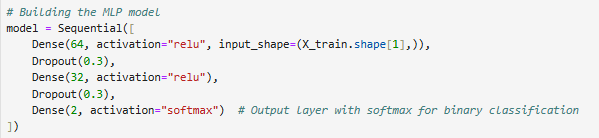 # Building the MLP model
model = Sequential([
    Dense(64, activation="relu", input_shape=(X_train.shape[1],)),
    Dropout(0.3),
    Dense(32, activation="relu"),
    Dropout(0.3),
    Dense(2, activation="softmax")  # Output layer with softmax for binary classification
])